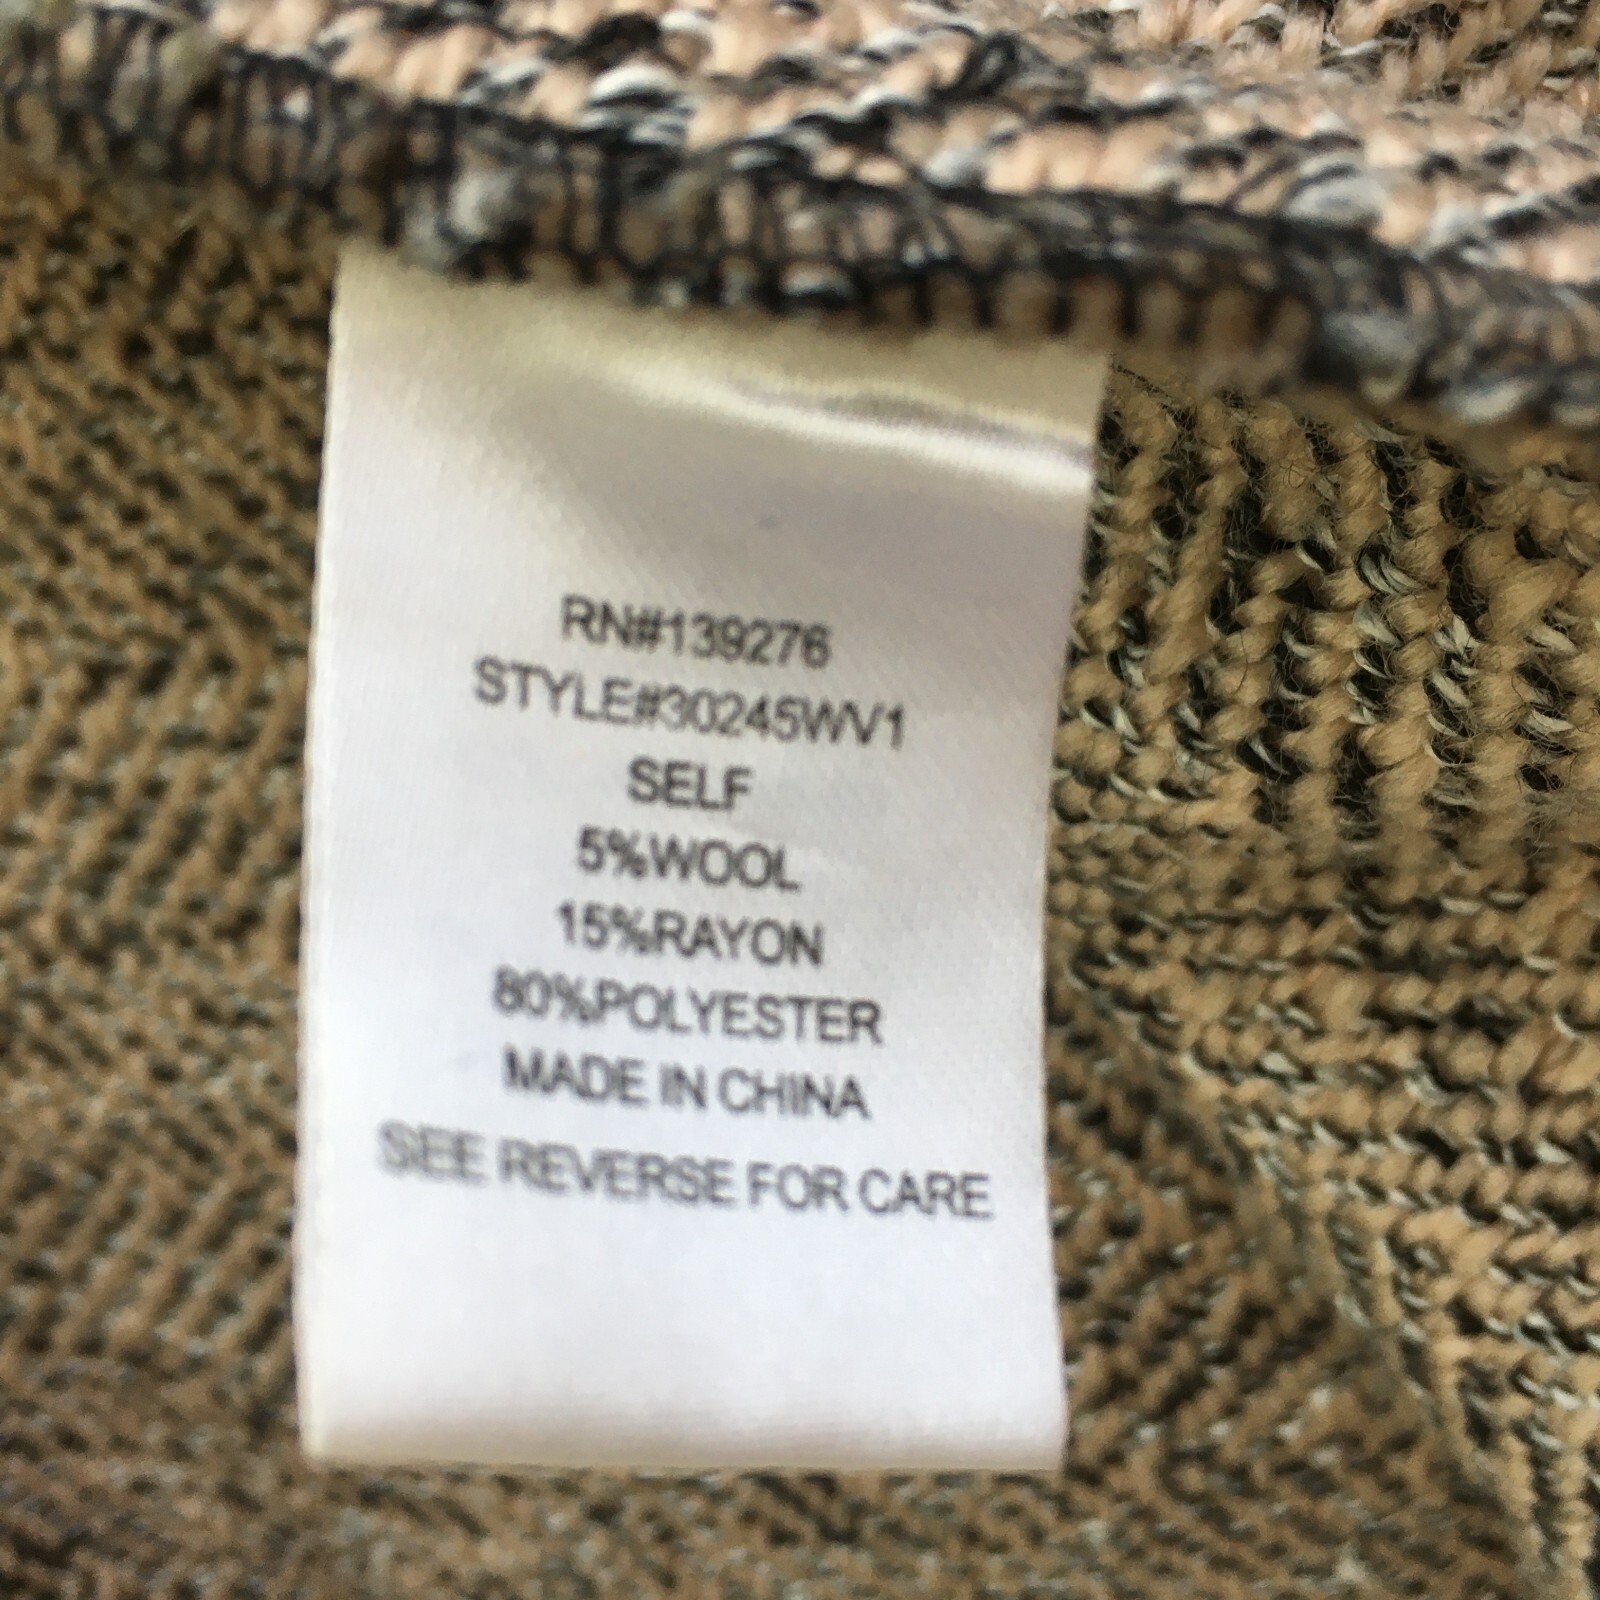 RN#139276
STYLE#30245WV1
SELF
5%WOOL
15%RAYON
80%POLYESTER
MADE IN CHINA
SEE REVERSE FOR CARE